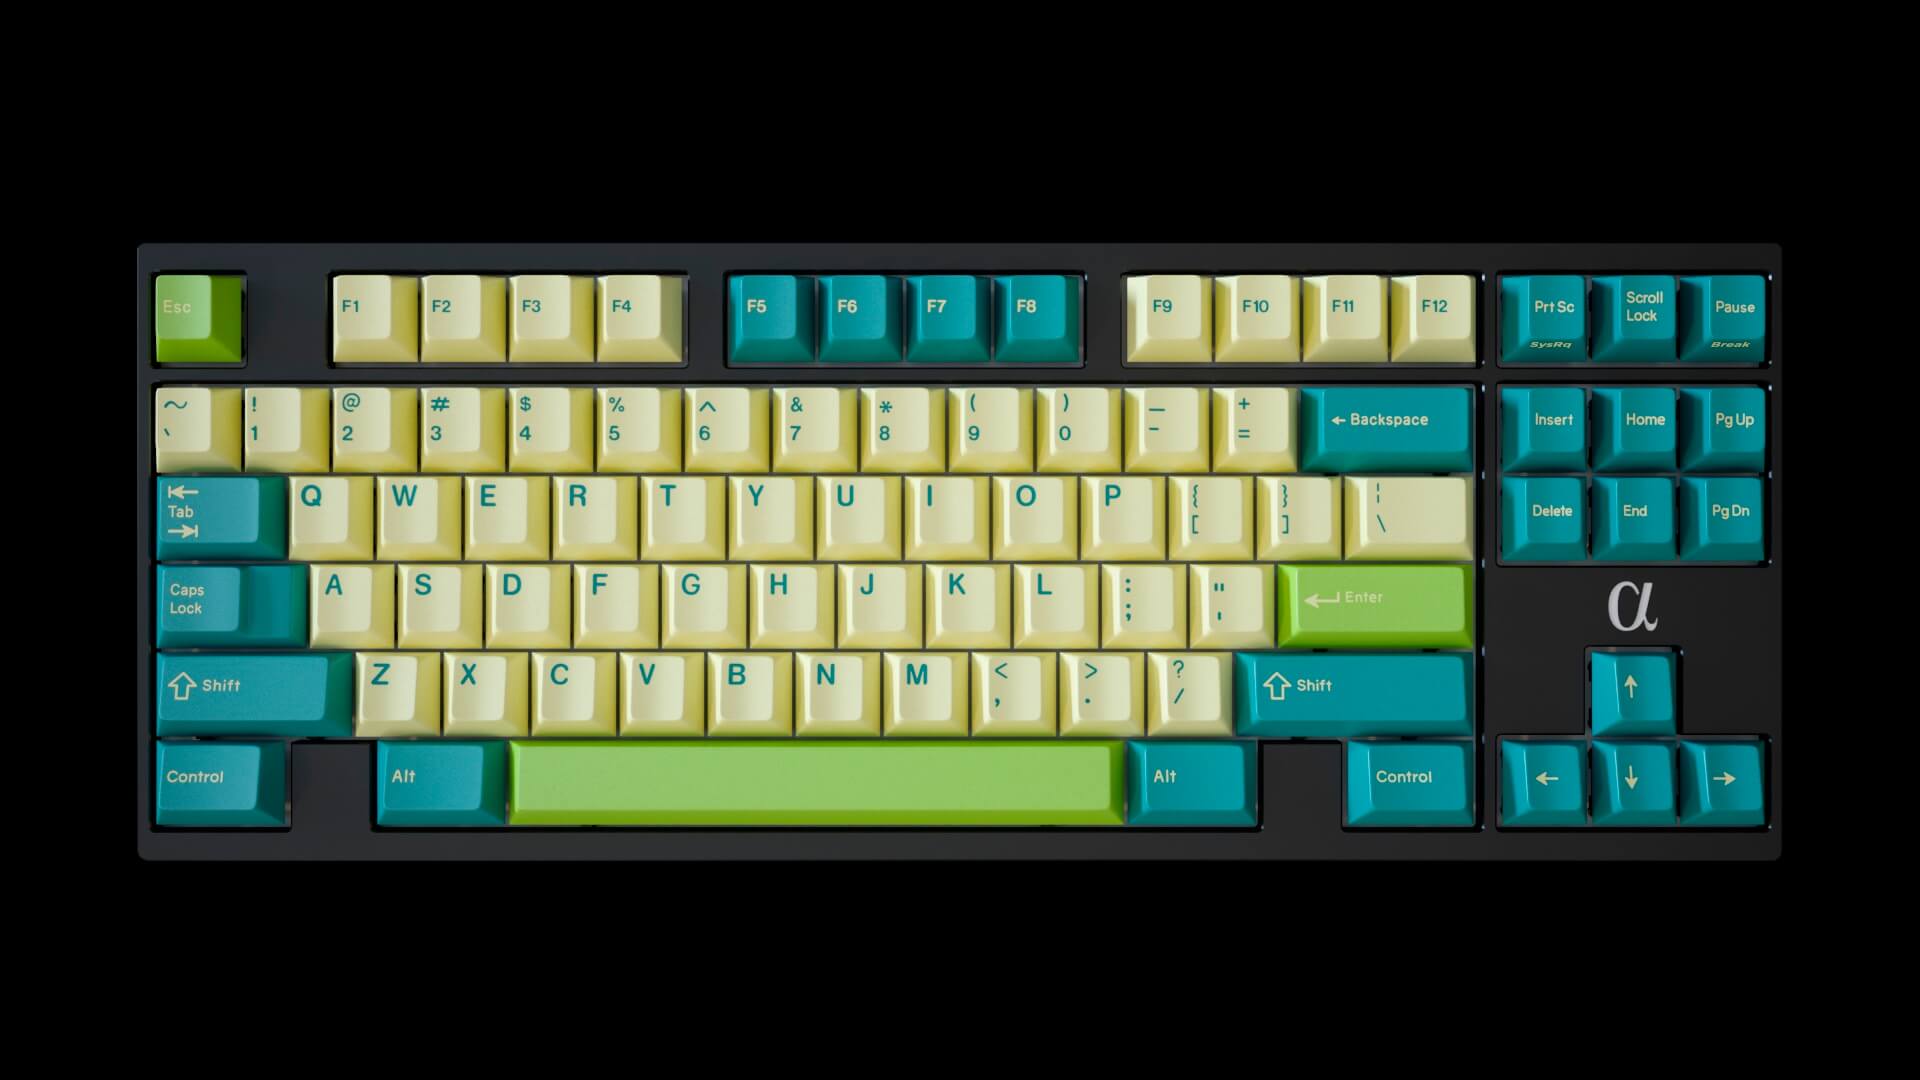 Esc F1 F2 F3 F4 F5 F6 F7 F8 F9 F10 F11 F12 Prt Sc Scroll Pause
Lock
SysRq Break
~ ! @ # $ % ^ & * ( ) _ +
` 1 2 3 4 5 6 7 8 9 0 - = ← Backspace Insert Home Pg Up
⇤ Q W E R T Y U I O P { } ¦
Tab [ ] \ Delete End Pg Dn
⇥
Caps A S D F G H J K L : " ↵ Enter
Lock ; '
α
⇧ Shift Z X C V B N M < > ? ⇧ Shift ↑
, . /
Control Alt Alt Control ← ↓ →